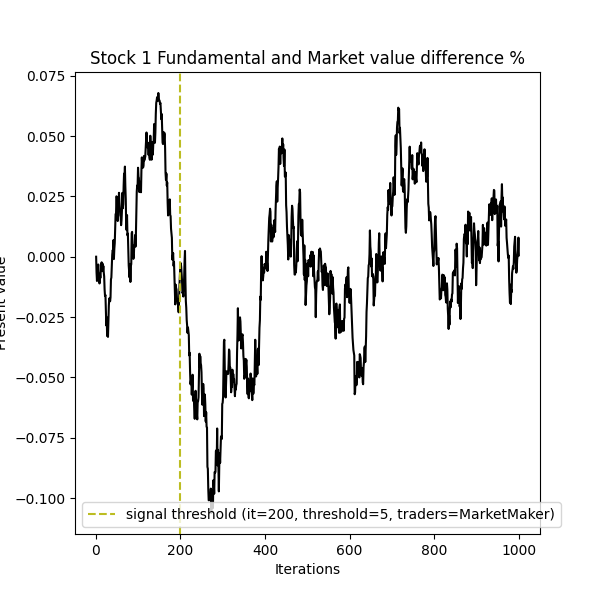 Stock 1 Fundamental and Market value difference %
0.075
0.050
0.025
0.000
−0.025
−0.050
−0.075
−0.100
Present value
signal threshold (it=200, threshold=5, traders=MarketMaker)
0 200 400 600 800 1000
Iterations